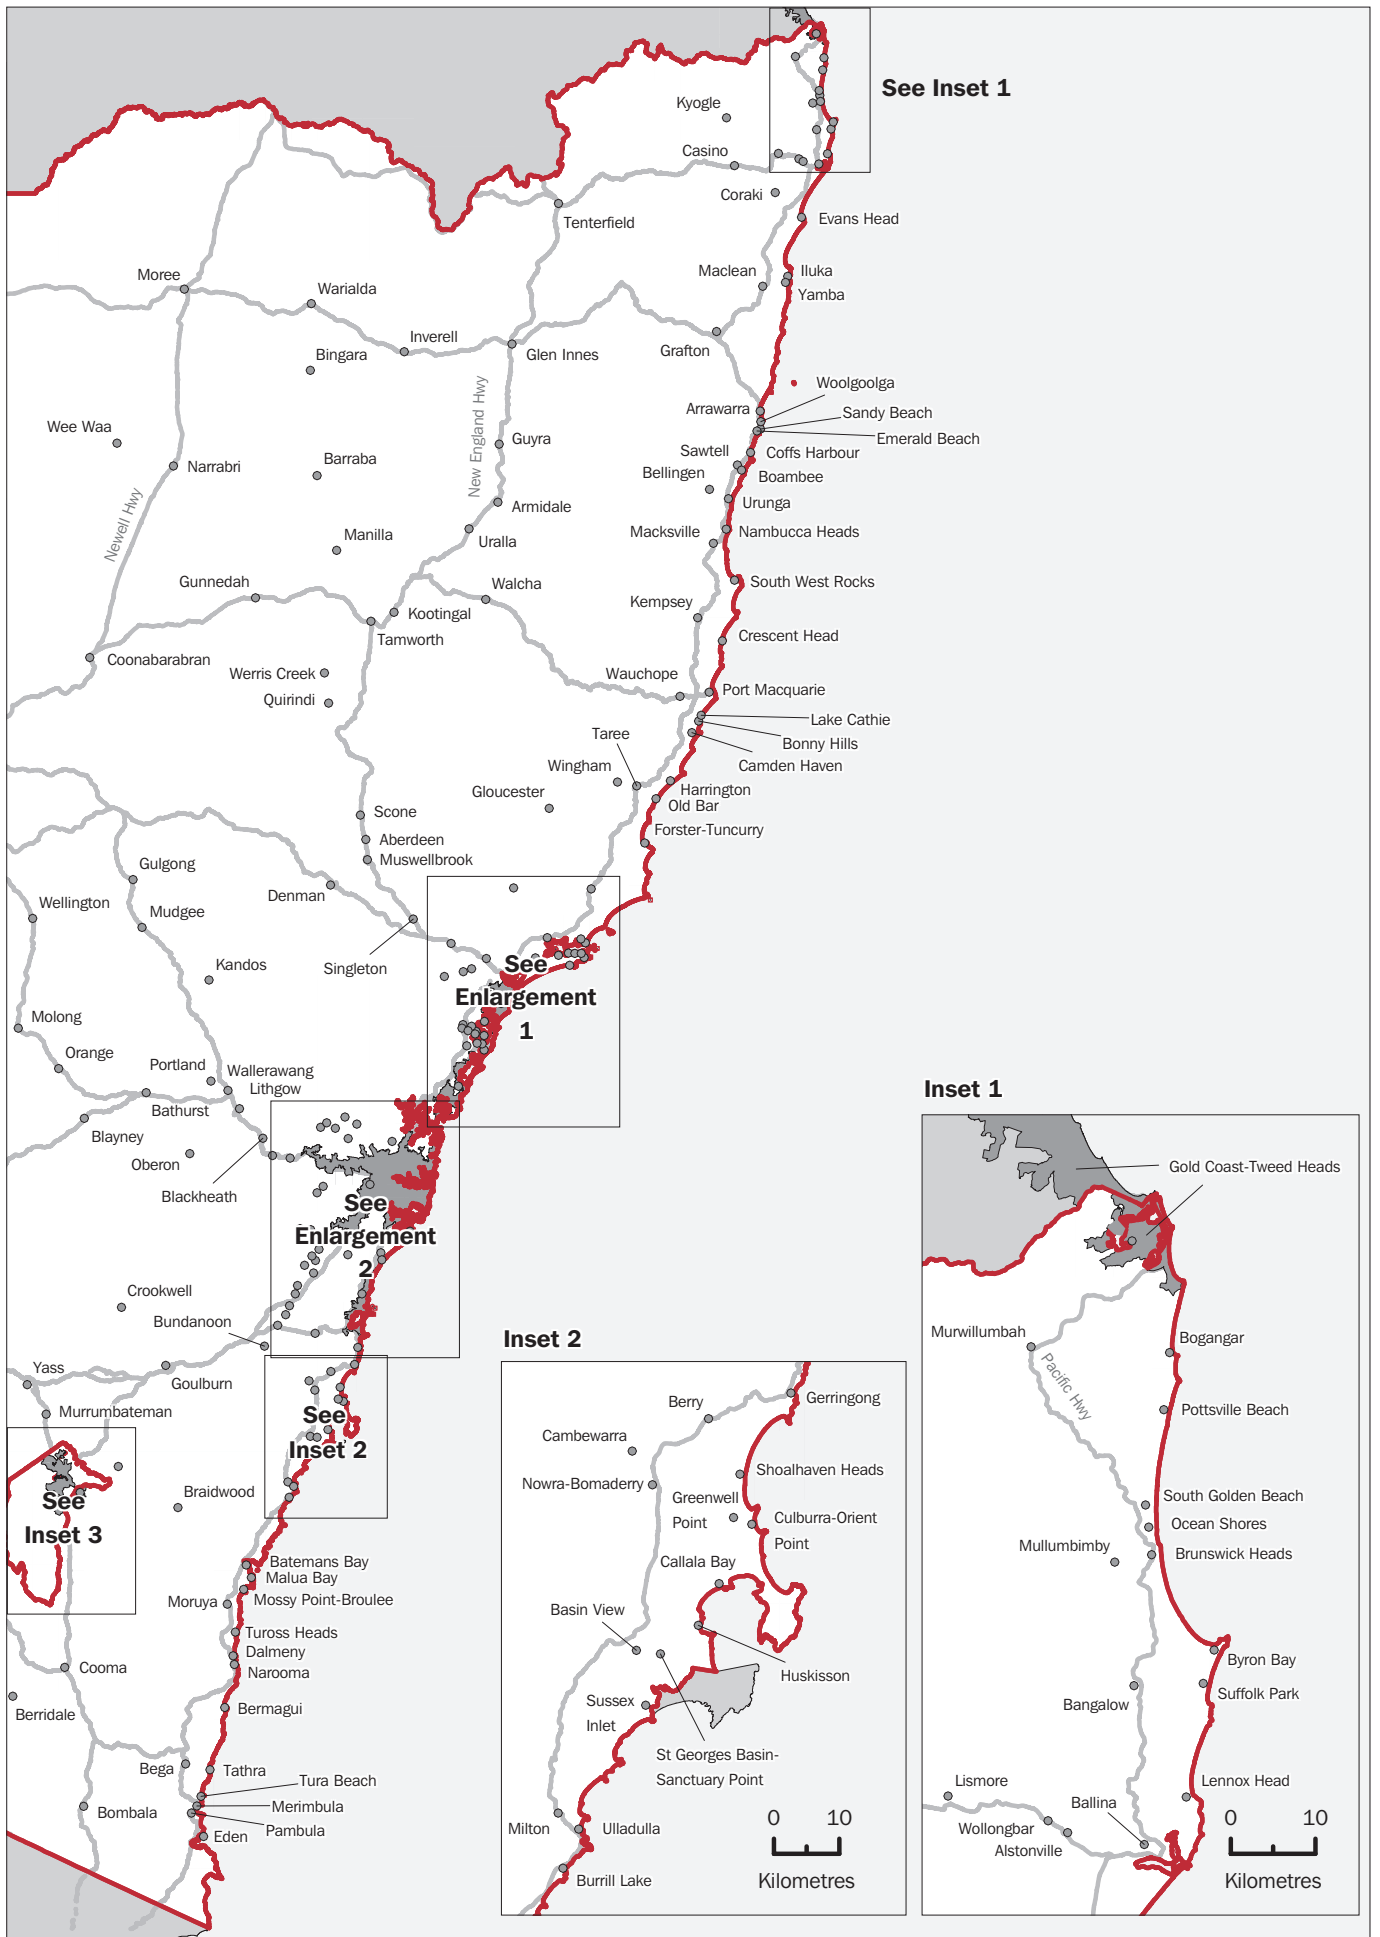 See Inset 1
Kyogle
Casino
Coraki
Evans Head
Tenterfield
Moree
Warialda
Maclean
Iluka
Yamba
Inverell
Bingara
Glen Innes
Grafton
New England Hwy
Woolgoolga
Arrawarra
Sandy Beach
Emerald Beach
Wee Waa
Narrabri
Barraba
Guyra
Sawtell
Coffs Harbour
Bellingen
Boambee
Newell Hwy
Armidale
Urunga
Manilla
Uralla
Macksville
Nambucca Heads
Gunnedah
Walcha
South West Rocks
Kootingal
Kempsey
Tamworth
Crescent Head
Coonabarabran
Werris Creek
Wauchope
Port Macquarie
Quirindi
Lake Cathie
Taree
Bonny Hills
Wingham
Camden Haven
Gloucester
Harrington
Old Bar
Scone
Forster-Tuncurry
Aberdeen
Muswellbrook
Gulgong
Denman
Wellington
Mudgee
Singleton
Kandos
See
Enlargement
1
Molong
Orange
Portland
Wallerawang
Lithgow
Bathurst
Blayney
Oberon
Blackheath
See
Enlargement
2
Crookwell
Bundanoon
Yass
Goulburn
Murrumbateman
See
Inset 2
Braidwood
See
Inset 3
Batemans Bay
Malua Bay
Moruya
Mossy Point-Broulee
Tuross Heads
Dalmeny
Cooma
Narooma
Berridale
Bermagui
Bega
Tathra
Tura Beach
Bombala
Merimbula
Pambula
Eden
Inset 2
Gerringong
Berry
Cambewarra
Shoalhaven Heads
Nowra-Bomaderry
Greenwell
Point
Culburra-Orient
Point
Callala Bay
Basin View
Huskisson
Sussex
Inlet
St Georges Basin-
Sanctuary Point
Milton
Ulladulla
Burrill Lake
0 10
Kilometres
Inset 1
Gold Coast-Tweed Heads
Murwillumbah
Bogangar
Pacific Hwy
Pottsville Beach
South Golden Beach
Ocean Shores
Mullumbimby
Brunswick Heads
Byron Bay
Suffolk Park
Bangalow
Lismore
Lennox Head
Ballina
Wollongbar
Alstonville
0 10
Kilometres